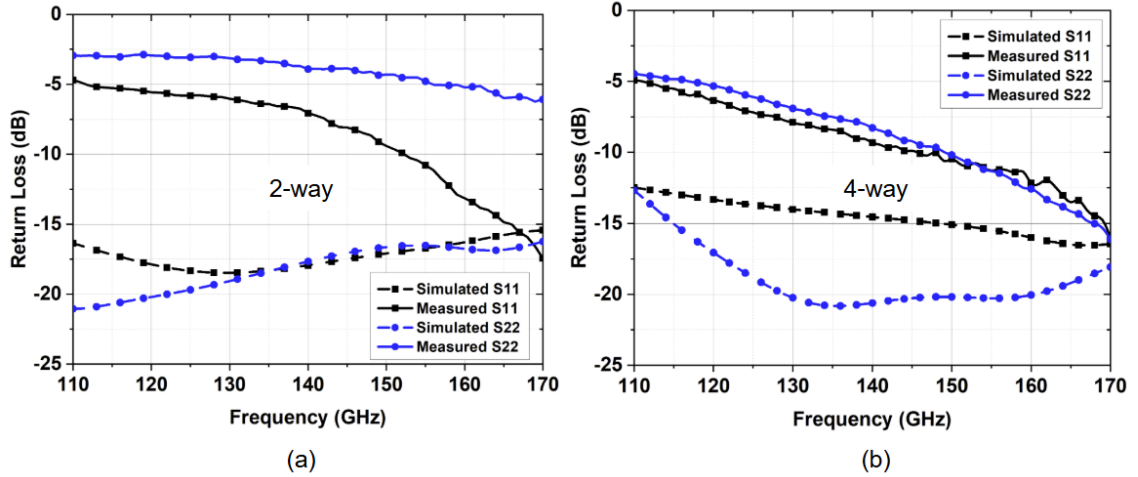 0
-5
-10
-15
-20
-25
Return Loss (dB)
2-way
Simulated S11
Measured S11
Simulated S22
Measured S22
110 120 130 140 150 160 170
Frequency (GHz)
(a)
0
-5
-10
-15
-20
-25
Return Loss (dB)
Simulated S11
Measured S11
Simulated S22
Measured S22
4-way
110 120 130 140 150 160 170
Frequency (GHz)
(b)